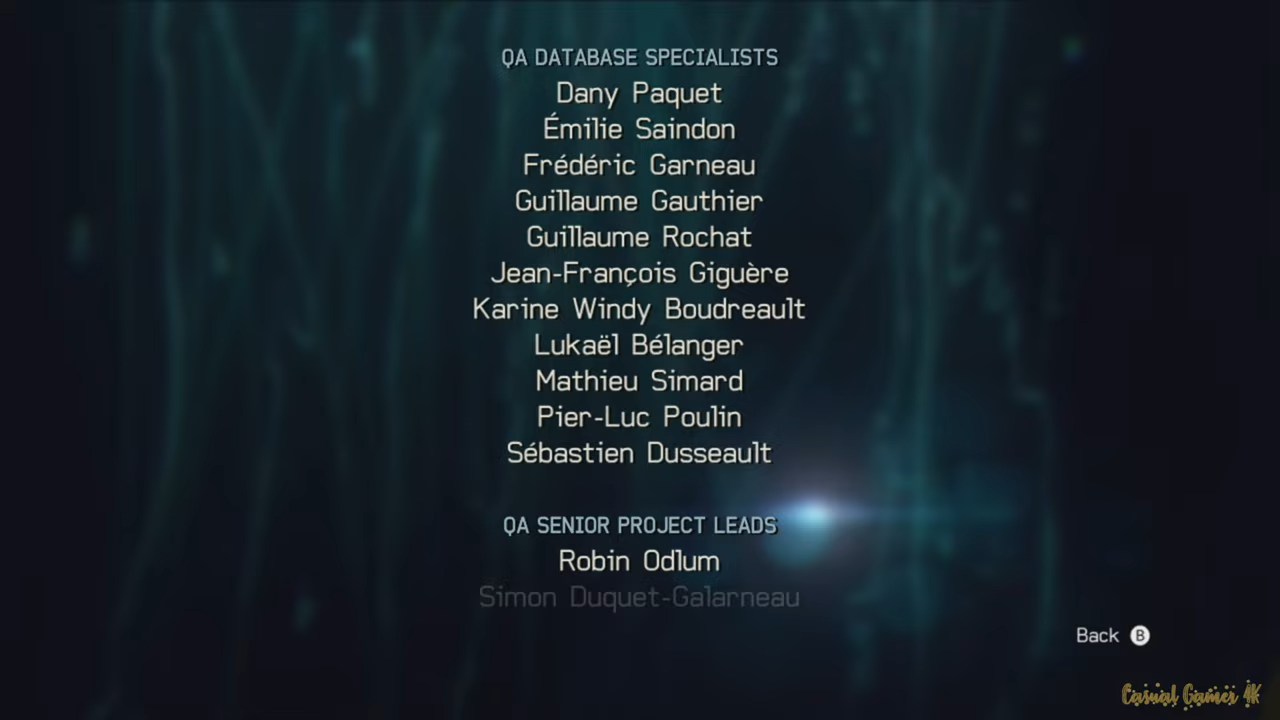 QA DATABASE SPECIALISTS
Dany Paquet
Émilie Saindon
Frédéric Garneau
Guillaume Gauthier
Guillaume Rochat
Jean-François Giguère
Karine Windy Boudreault
Lukaël Bélanger
Mathieu Simard
Pier-Luc Poulin
Sébastien Dusseault
QA SENIOR PROJECT LEADS
Robin Odlum
Simon Duquet-Galarneau
Back B
Casual Gamer 4K